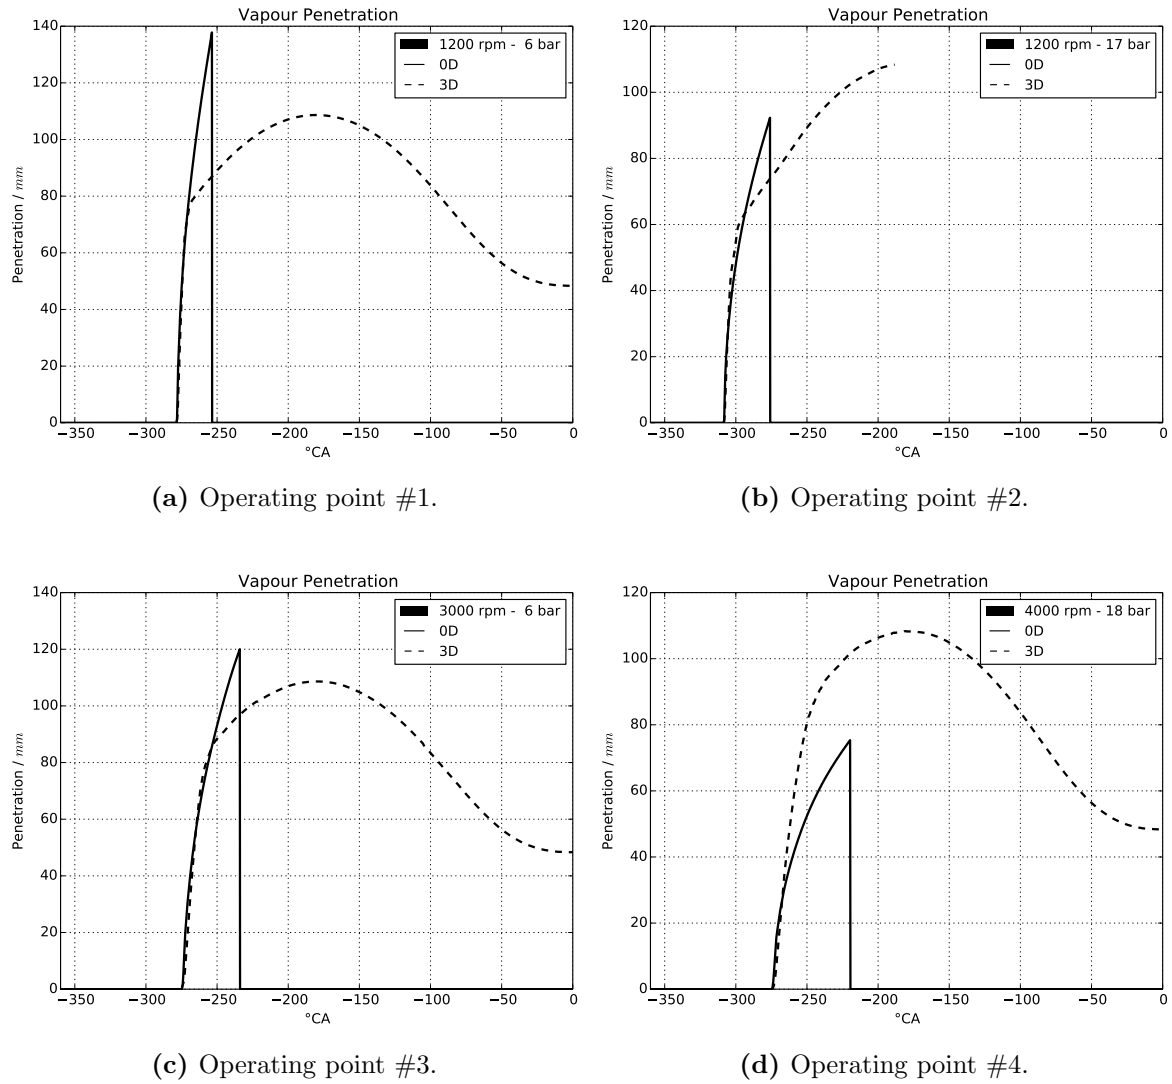 Vapour Penetration
140
120
100
80
60
40
20
0
Penetration / mm
1200 rpm -  6 bar
0D
3D
−350 −300 −250 −200 −150 −100 −50 0
°CA
(a) Operating point #1.
Vapour Penetration
120
100
80
60
40
20
0
Penetration / mm
1200 rpm - 17 bar
0D
3D
−350 −300 −250 −200 −150 −100 −50 0
°CA
(b) Operating point #2.
Vapour Penetration
140
120
100
80
60
40
20
0
Penetration / mm
3000 rpm -  6 bar
0D
3D
−350 −300 −250 −200 −150 −100 −50 0
°CA
(c) Operating point #3.
Vapour Penetration
120
100
80
60
40
20
0
Penetration / mm
4000 rpm - 18 bar
0D
3D
−350 −300 −250 −200 −150 −100 −50 0
°CA
(d) Operating point #4.